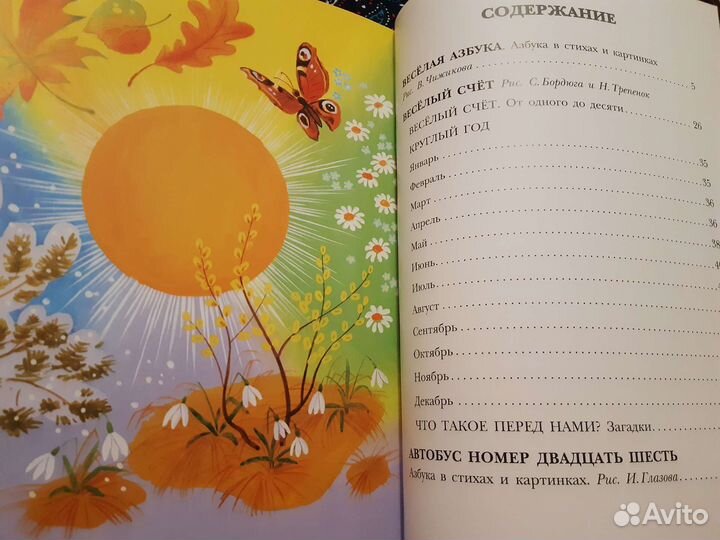 СОДЕРЖАНИЕ
ВЕСЁЛАЯ АЗБУКА. Азбука в стихах и картинках
Рис. В. Чижикова 5
ВЕСЁЛЫЙ СЧЁТ Рис. С. Бордюга и Н. Трепенок
ВЕСЁЛЫЙ СЧЁТ. От одного до десяти 26
КРУГЛЫЙ ГОД
Январь 35
Февраль 35
Март 36
Апрель 36
Май
Июнь
Июль
Август
Сентябрь
Октябрь
Ноябрь
Декабрь
ЧТО ТАКОЕ ПЕРЕД НАМИ? Загадки
АВТОБУС НОМЕР ДВАДЦАТЬ ШЕСТЬ
Азбука в стихах и картинках. Рис. И. Глазова
Avito